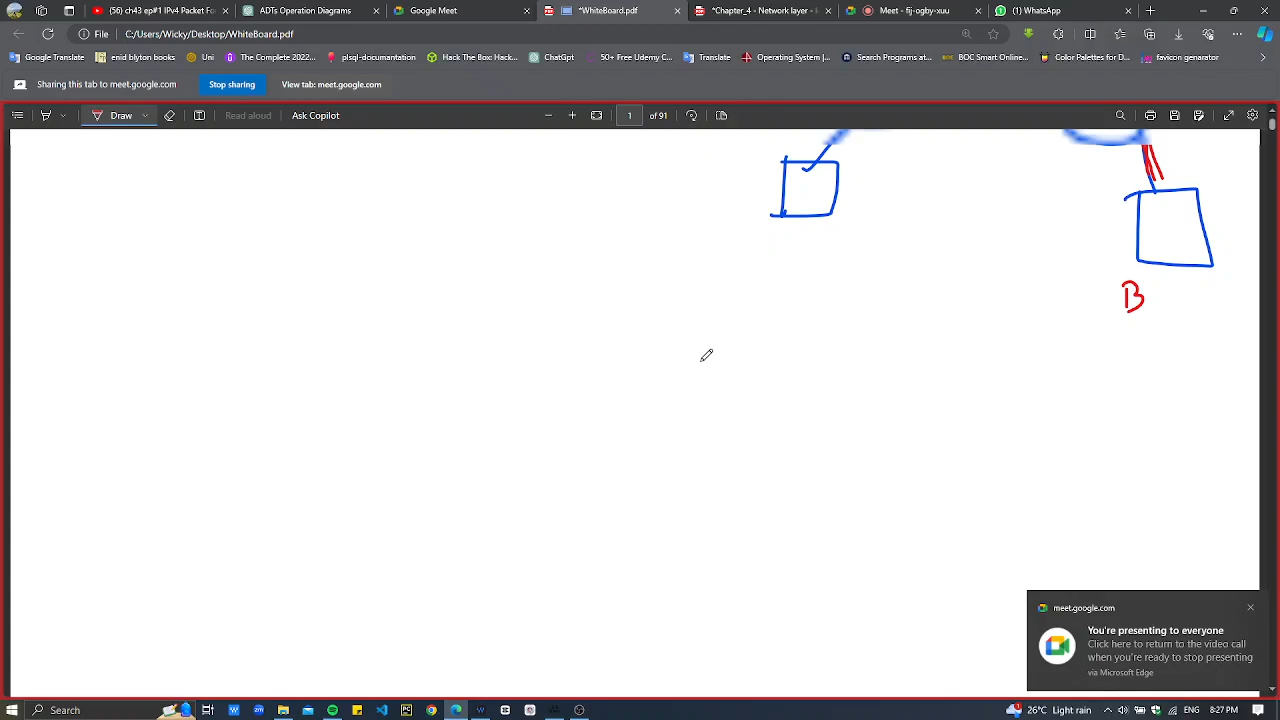 (56) ch43 ep#1 IPv4 Packet For
ADTs Operation Diagrams
Google Meet
*WhiteBoard.pdf
*Chapter_4 - Network layer -
Meet - fij-ogby-xuu
(1) WhatsApp
File
C:/Users/Wicky/Desktop/WhiteBoard.pdf
Google Translate
enid blyton books
Uni
The Complete 2022...
plsql-documentation
Hack The Box: Hack...
ChatGpt
50+ Free Udemy C...
Translate
Operating System |...
Search Programs at...
BOC Smart Online...
Color Palettes for D...
favicon generator
Sharing this tab to meet.google.com
Stop sharing
View tab: meet.google.com
Draw
Read aloud
Ask Copilot
1
of 91
B
meet.google.com
You're presenting to everyone
Click here to return to the video call
when you're ready to stop presenting
via Microsoft Edge
Search
26°C Light rain
ENG
8:27 PM